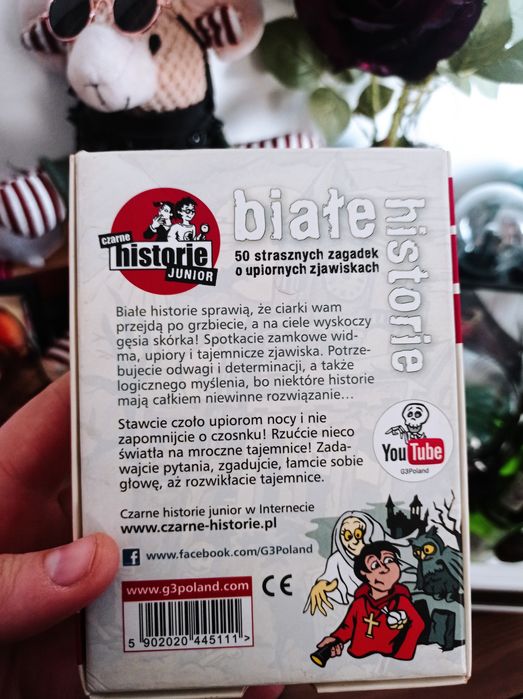 czarne
historie
JUNIOR
białe
historie
50 strasznych zagadek
o upiornych zjawiskach
Białe historie sprawią, że ciarki wam
przejdą po grzbiecie, a na ciele wyskoczy
gęsia skórka! Spotkacie zamkowe wid-
ma, upiory i tajemnicze zjawiska. Potrze-
bujecie odwagi i determinacji, a także
logicznego myślenia, bo niektóre historie
mają całkiem niewinne rozwiązanie...
Stawcie czoło upiorom nocy i nie
zapomnijcie o czosnku! Rzućcie nieco
światła na mroczne tajemnice! Zada-
wajcie pytania, zgadujcie, łamcie sobie
głowę, aż rozwikłacie tajemnice.
YouTube
G3Poland
Czarne historie junior w Internecie
www.czarne-historie.pl
f www.facebook.com/G3Poland
www.g3poland.com
CE
5 902020 445111 >